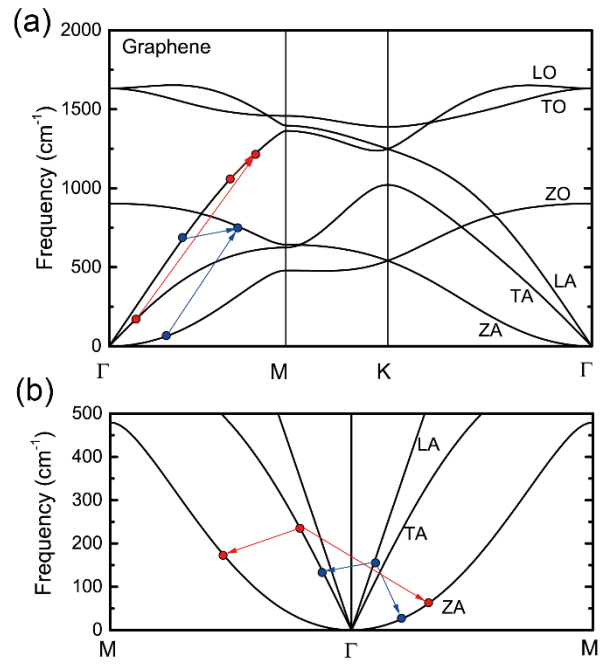 (a)
2000
Graphene
LO
1500
TO
1000
ZO
500
LA
TA
ZA
0
Frequency (cm⁻¹)
Γ M K Γ
(b)
500
400
LA
300
TA
200
100
ZA
0
Frequency (cm⁻¹)
M Γ M